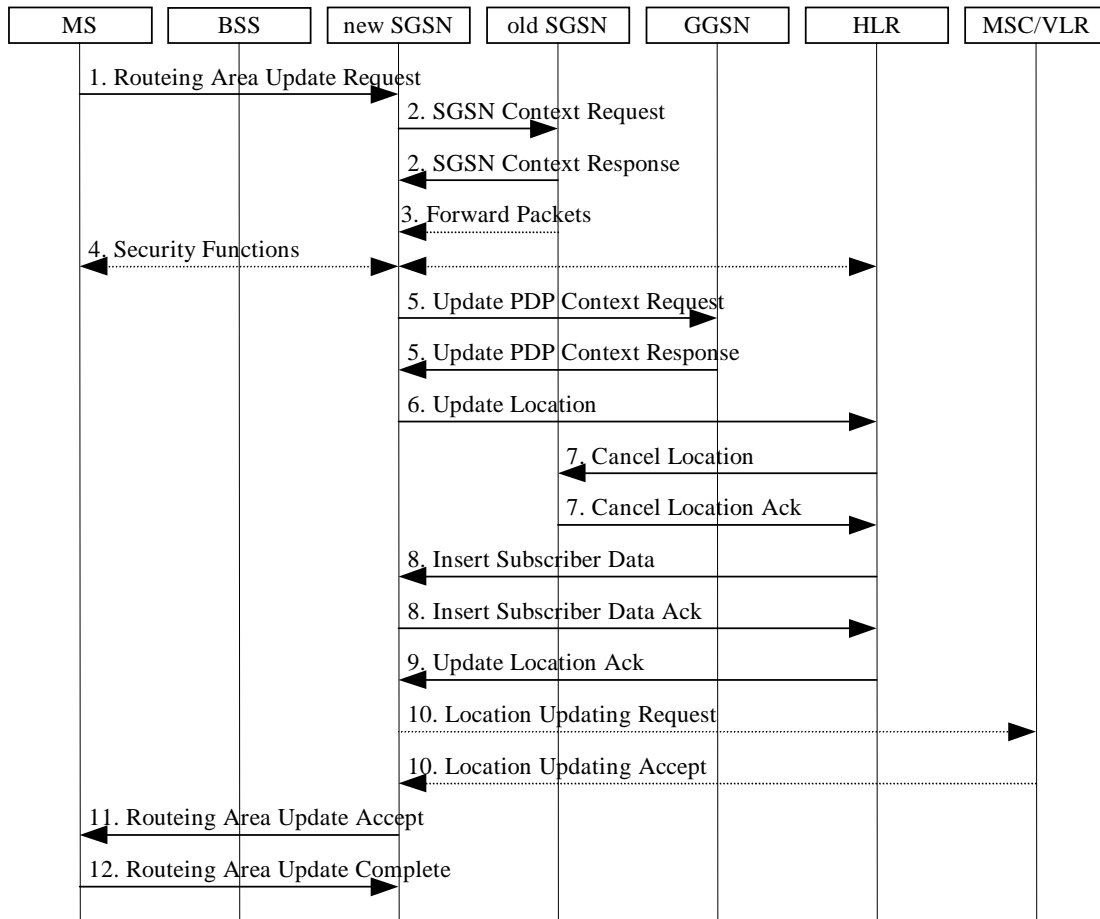 MS
BSS
new SGSN
old SGSN
GGSN
HLR
MSC/VLR
1. Routeing Area Update Request
2. SGSN Context Request
2. SGSN Context Response
3. Forward Packets
4. Security Functions
5. Update PDP Context Request
5. Update PDP Context Response
6. Update Location
7. Cancel Location
7. Cancel Location Ack
8. Insert Subscriber Data
8. Insert Subscriber Data Ack
9. Update Location Ack
10. Location Updating Request
10. Location Updating Accept
11. Routeing Area Update Accept
12. Routeing Area Update Complete